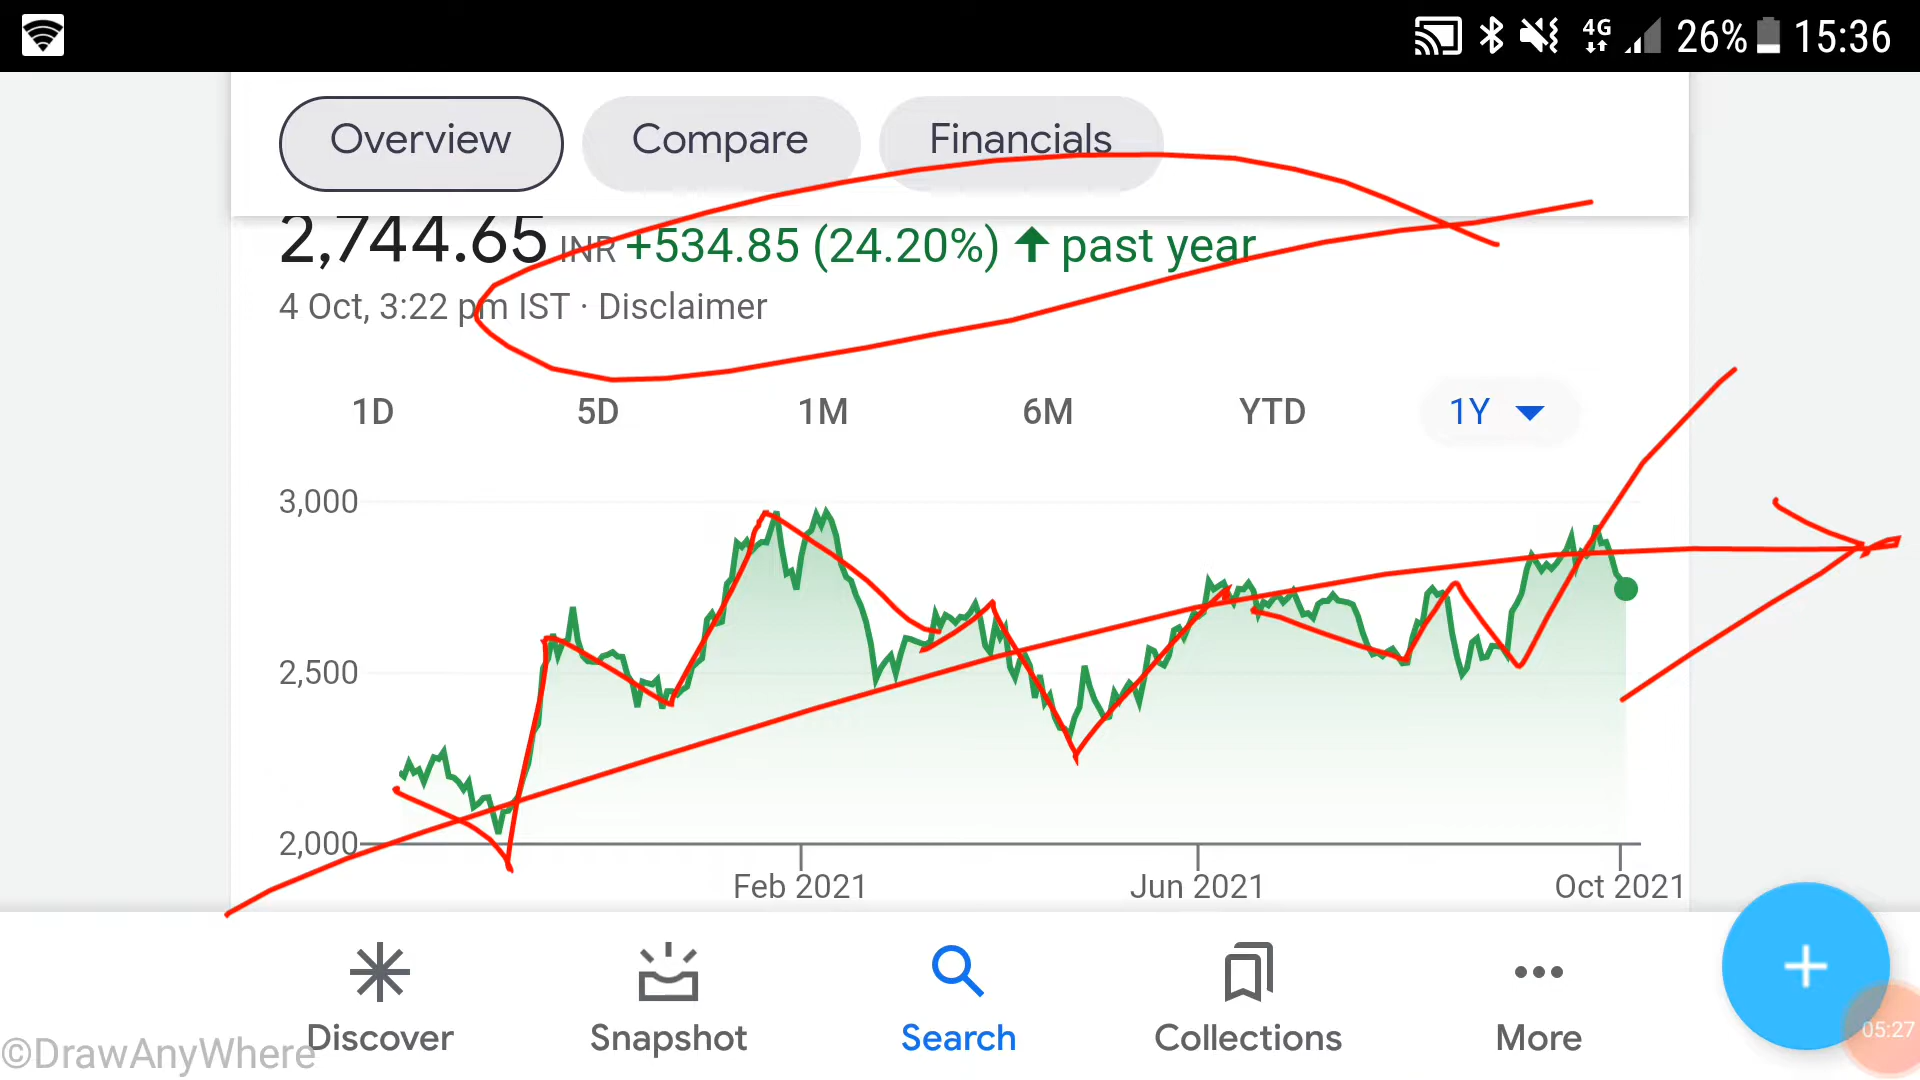 4G 26% 15:36
Overview Compare Financials
2,744.65 INR +534.85 (24.20%) past year
4 Oct, 3:22 pm IST · Disclaimer
1D 5D 1M 6M YTD 1Y
3,000
2,500
2,000
Feb 2021 Jun 2021 Oct 2021
Discover Snapshot Search Collections More
05:27
©DrawAnyWhere